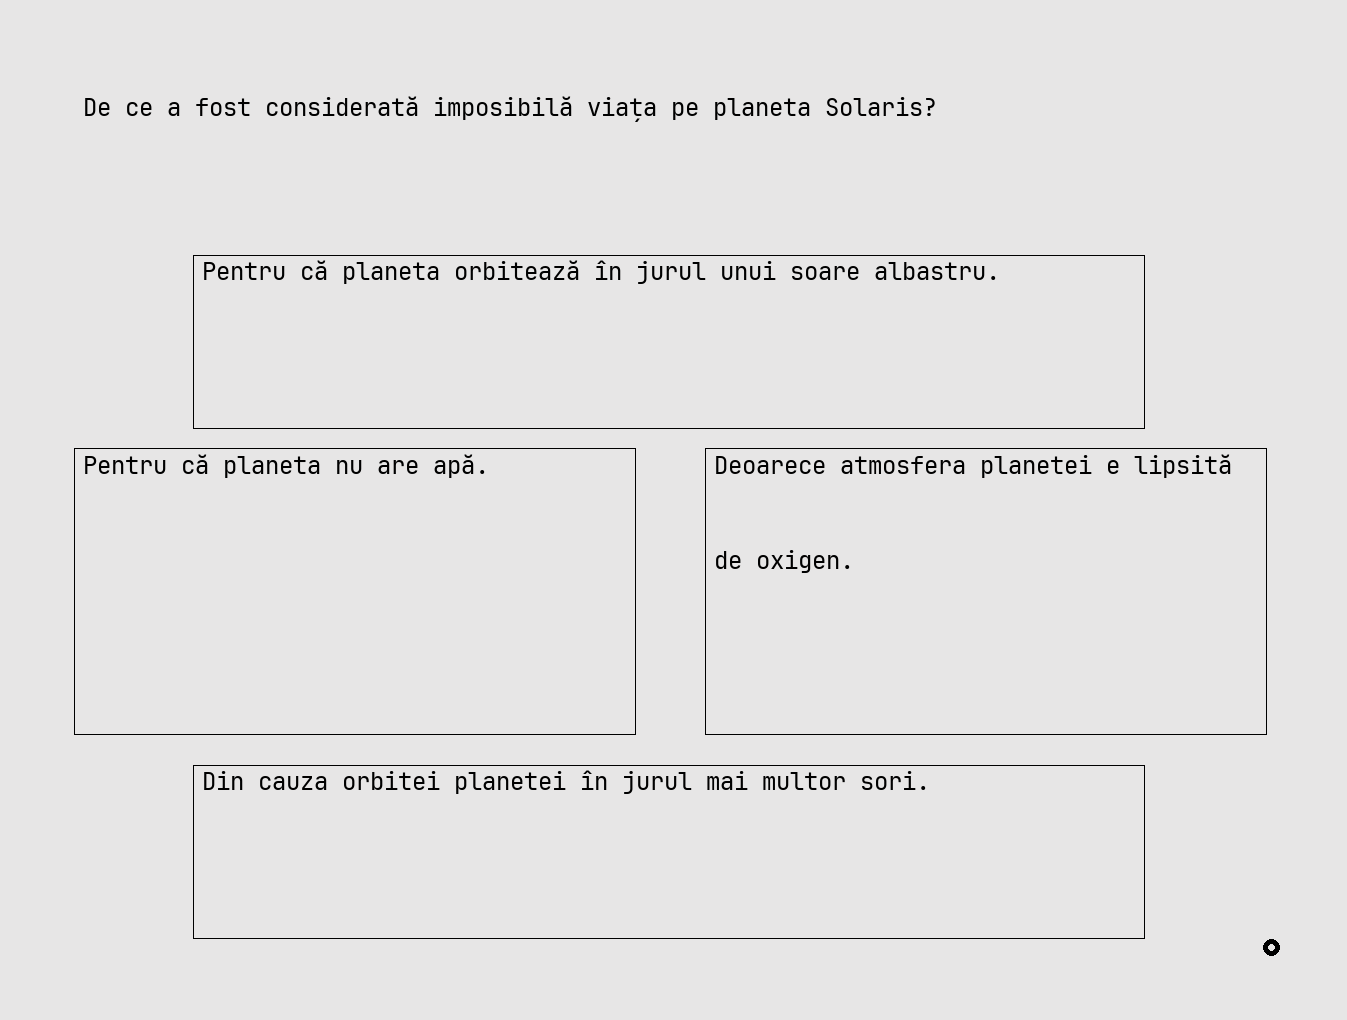 De ce a fost considerată imposibilă viața pe planeta Solaris?
Pentru că planeta orbitează în jurul unui soare albastru.
Pentru că planeta nu are apă.
Deoarece atmosfera planetei e lipsită
de oxigen.
Din cauza orbitei planetei în jurul mai multor sori.